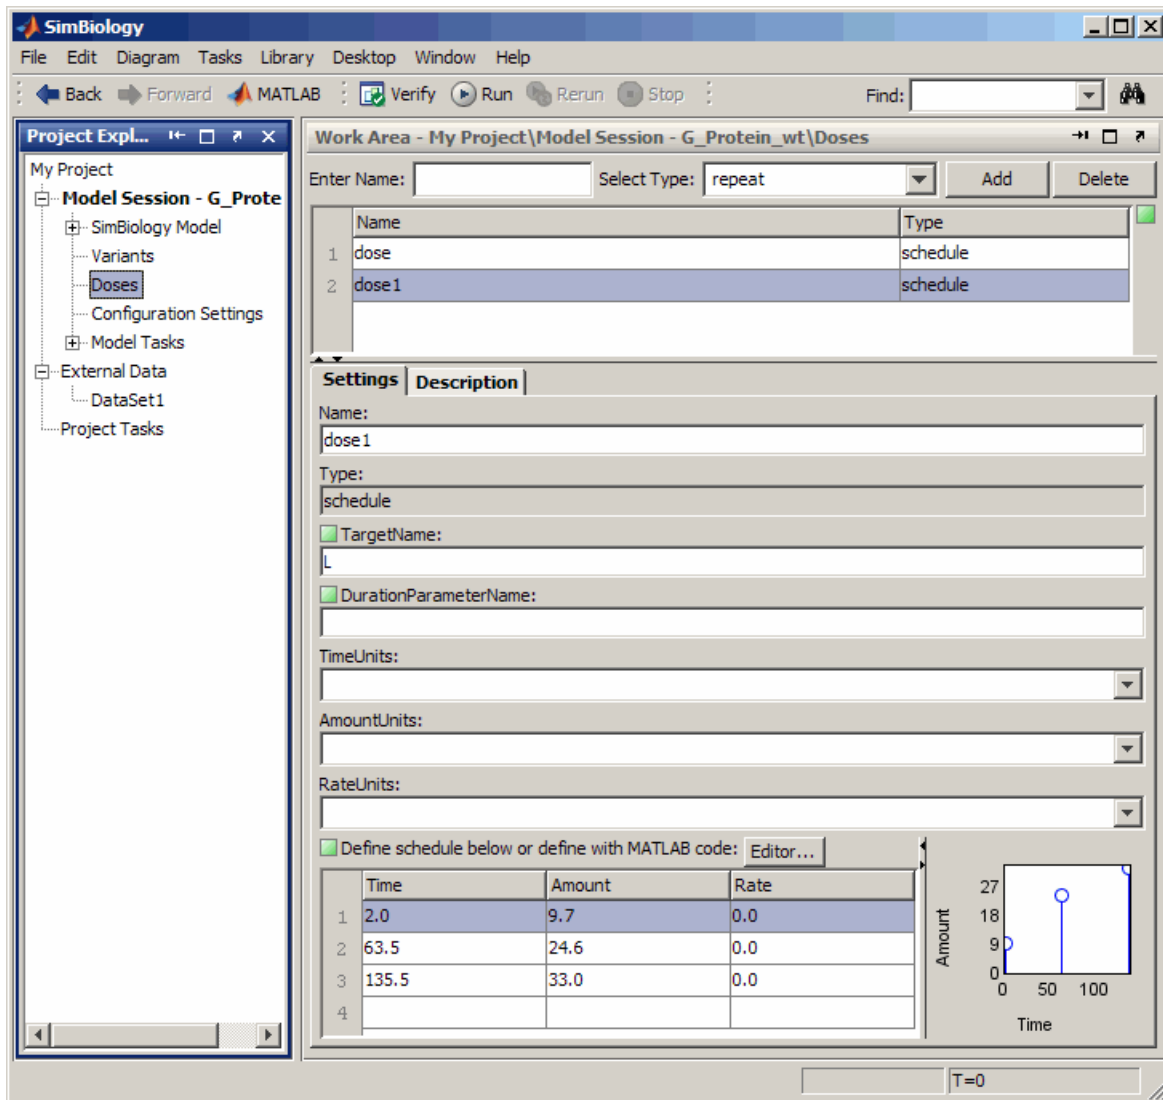 SimBiology
File Edit Diagram Tasks Library Desktop Window Help
Back Forward MATLAB Verify Run Rerun Stop Find:
Project Expl...
My Project
Model Session - G_Prote
SimBiology Model
Variants
Doses
Configuration Settings
Model Tasks
External Data
DataSet1
Project Tasks
Work Area - My Project\Model Session - G_Protein_wt\Doses
Enter Name: Select Type: repeat Add Delete
Name Type
1 dose schedule
2 dose1 schedule
Settings Description
Name:
dose1
Type:
schedule
TargetName:
L
DurationParameterName:
TimeUnits:
AmountUnits:
RateUnits:
Define schedule below or define with MATLAB code: Editor...
Time Amount Rate
1 2.0 9.7 0.0
2 63.5 24.6 0.0
3 135.5 33.0 0.0
4
Amount
27
18
9
0
0 50 100
Time
T=0